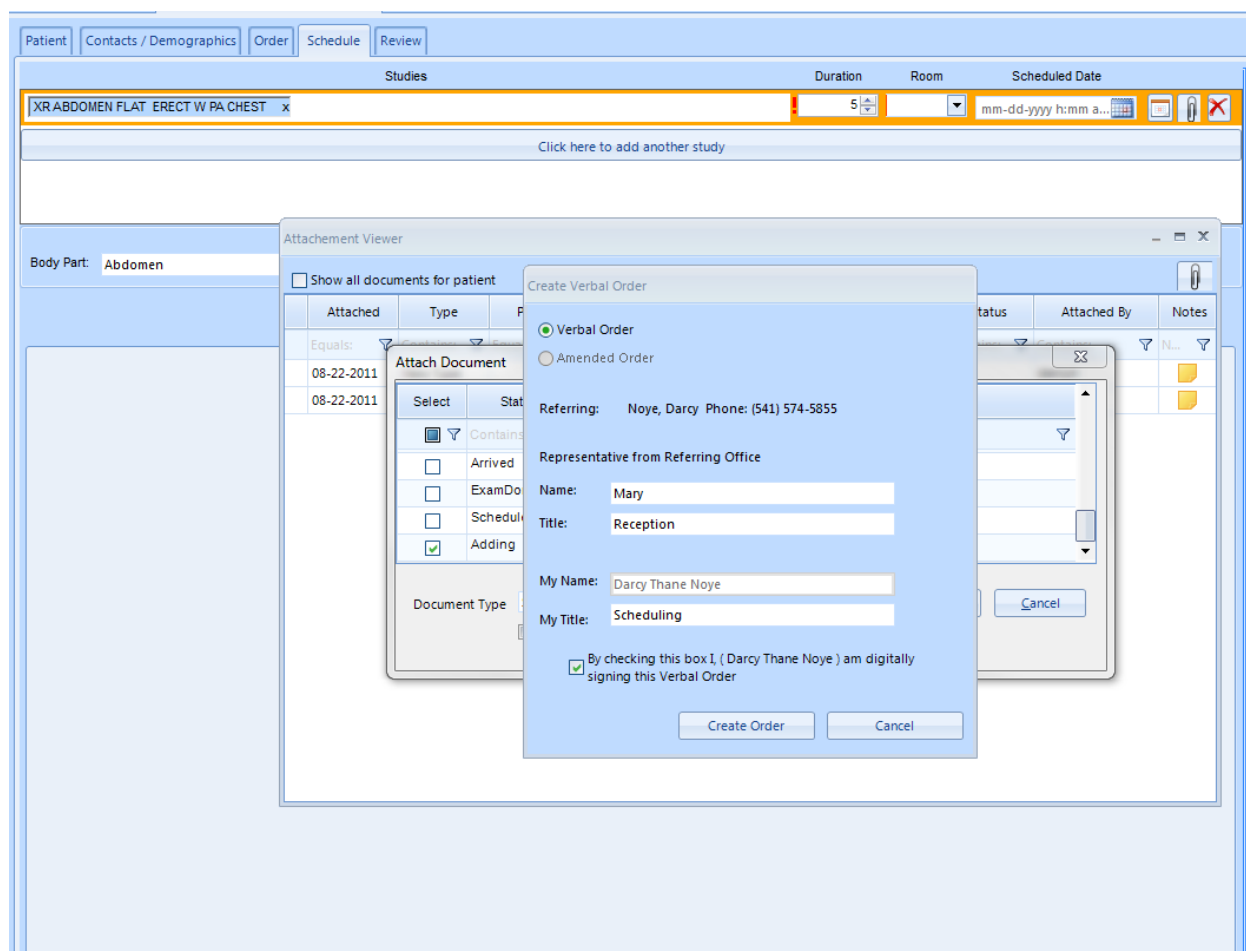 Patient Contacts / Demographics Order Schedule Review
Studies Duration Room Scheduled Date
XR ABDOMEN FLAT ERECT W PA CHEST x ! 5 mm-dd-yyyy h:mm a...
Click here to add another study
Attachement Viewer
Body Part: Abdomen
Show all documents for patient
Create Verbal Order
Attached Type Attached By Notes
Verbal Order
Equals: N...
Amended Order
Attach Document
08-22-2011
08-22-2011
Select
Referring: Noye, Darcy Phone: (541) 574-5855
Contains
Representative from Referring Office
Arrived
Name: Mary
Title: Reception
Adding
My Name: Darcy Thane Noye
Document Type
Cancel
My Title: Scheduling
By checking this box I, ( Darcy Thane Noye ) am digitally
signing this Verbal Order
Create Order Cancel